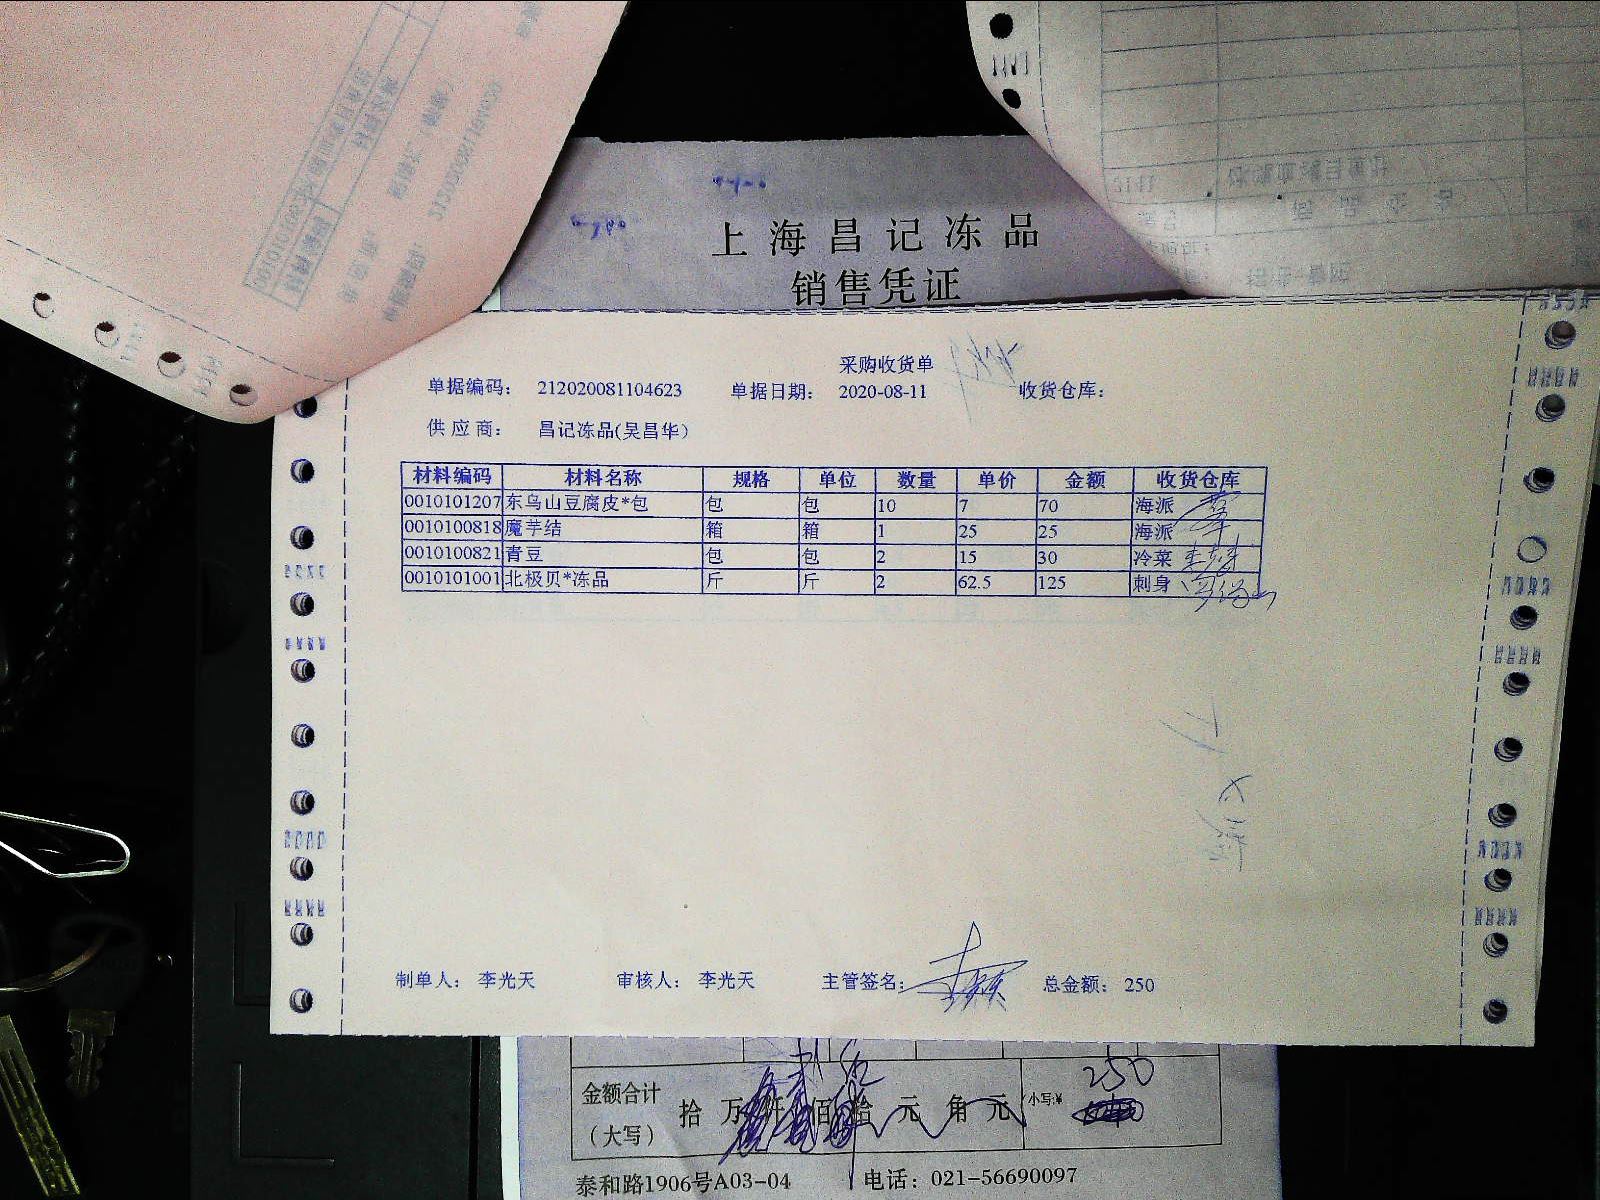 上海昌记冻品
销售凭证
采购收货单
单据编码： 212020081104623 单据日期： 2020-08-11 收货仓库：
供应商： 昌记冻品(吴昌华）
材料编码 材料名称 规格 单位 数量 单价 金额 收货仓库
0010101207 东乌山豆腐皮*包 包 包 10 7 70 海派
0010100818 魔芋结 箱 箱 1 25 25 海派
0010100821 青豆 包 包 2 15 30 冷菜
0010101001 北极贝*冻品 斤 斤 2 62.5 125 刺身
制单人： 李光天 审核人： 李光天 主管签名： 总金额： 250
金额合计 250
（大写） 拾 万 仟 佰 拾 元 角 元 小写:¥
泰和路1906号A03-04 电话：021-56690097